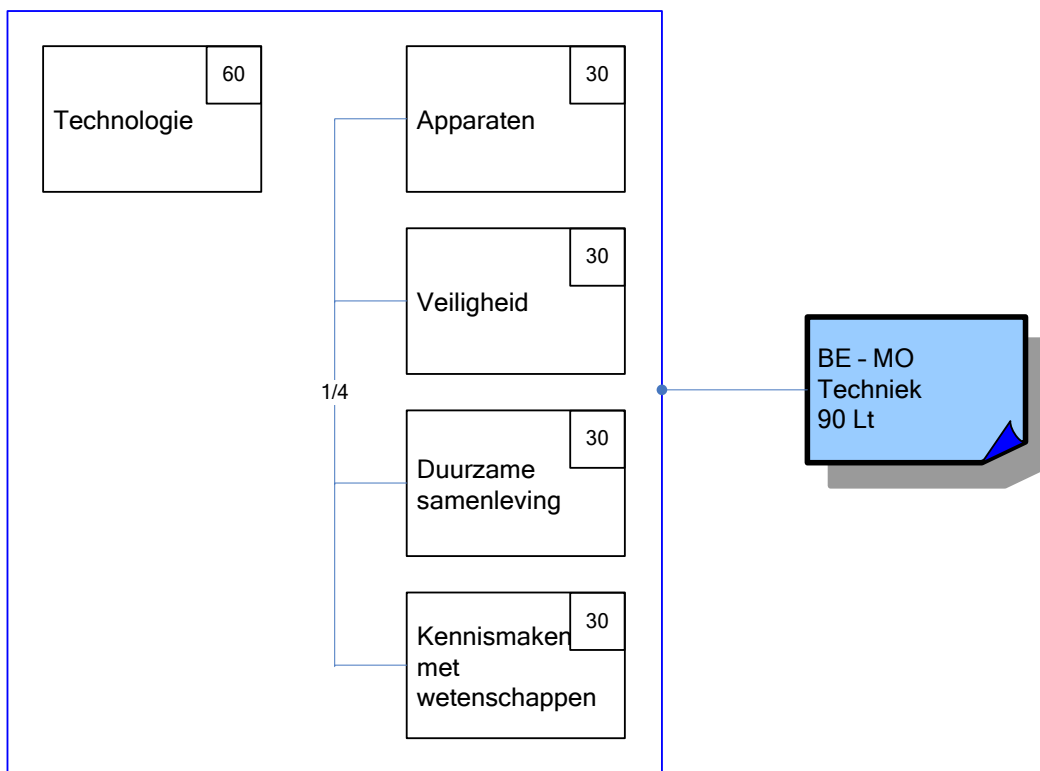 60
Technologie
30
Apparaten
30
Veiligheid
1/4
30
Duurzame
samenleving
30
Kennismaken
met
wetenschappen
BE - MO
Techniek
90 Lt